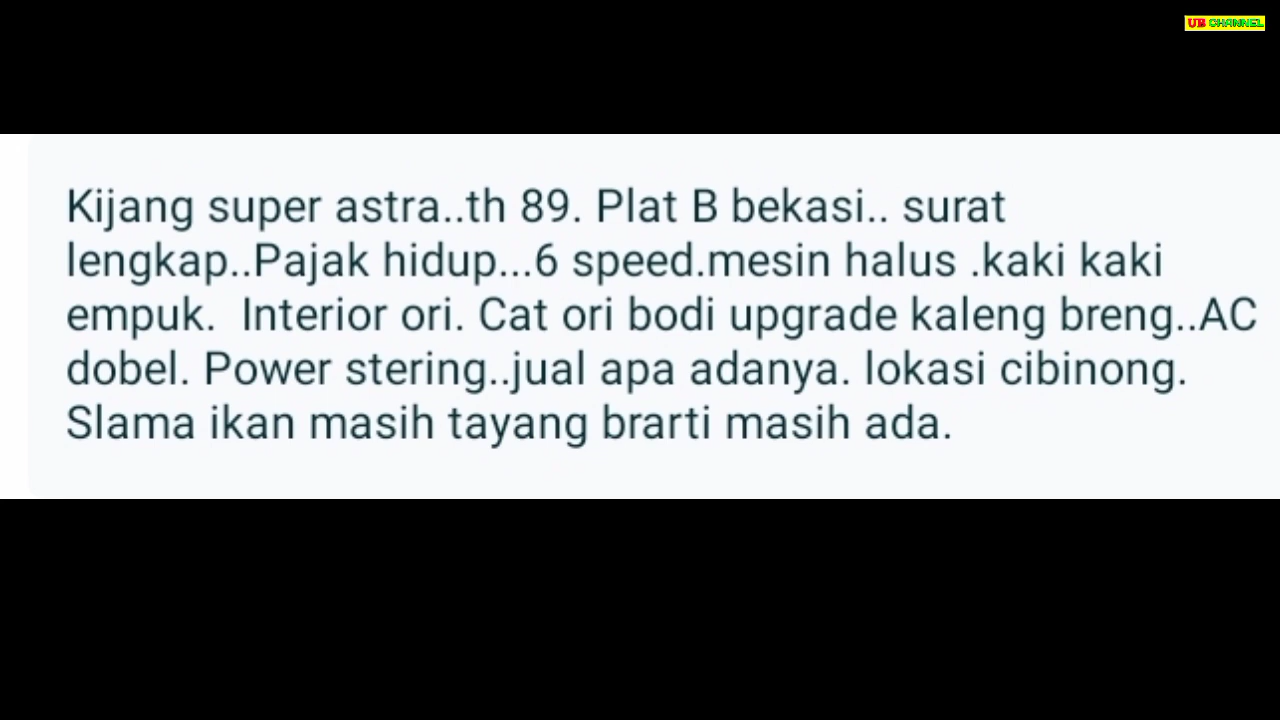 UB CHANNEL
Kijang super astra..th 89. Plat B bekasi.. surat
lengkap..Pajak hidup...6 speed.mesin halus .kaki kaki
empuk.  Interior ori. Cat ori bodi upgrade kaleng breng..AC
dobel. Power stering..jual apa adanya. lokasi cibinong.
Slama ikan masih tayang brarti masih ada.